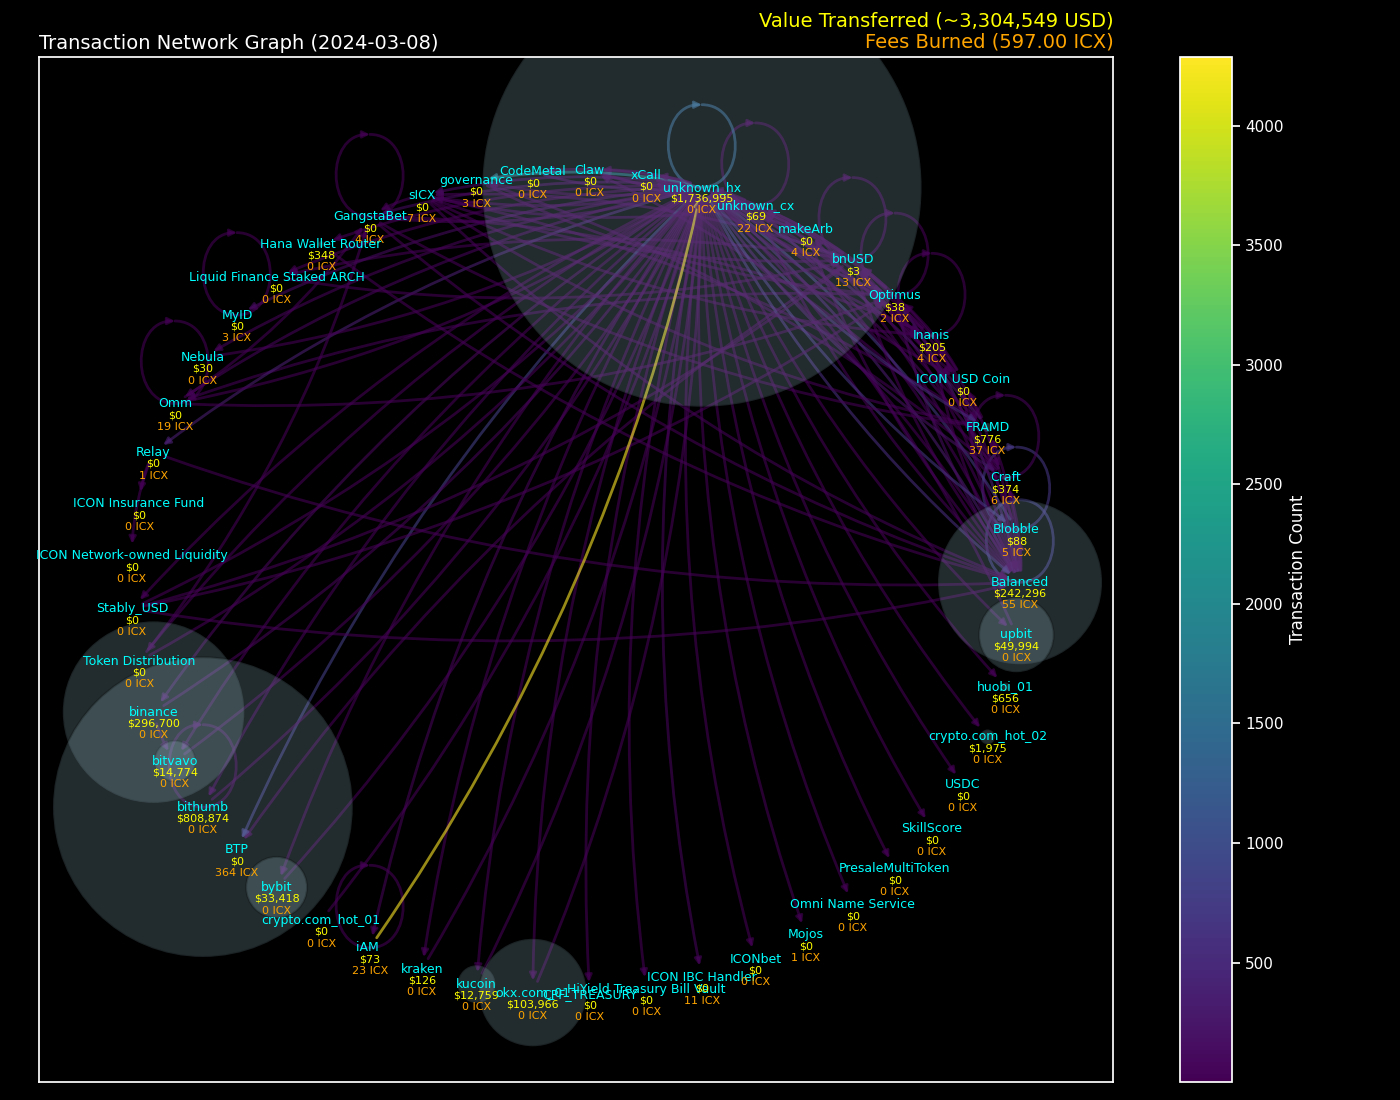 Value Transferred (~3,304,549 USD)
Transaction Network Graph (2024-03-08)
Fees Burned (597.00 ICX)
CodeMetal
$0
0 ICX
Claw
$0
0 ICX
xCall
$0
0 ICX
unknown_hx
$1,736,995
0 ICX
governance
$0
3 ICX
sICX
$0
7 ICX
GangstaBet
$0
4 ICX
Hana Wallet Router
$348
0 ICX
Liquid Finance Staked ARCH
$0
0 ICX
MyID
$0
3 ICX
Nebula
$30
0 ICX
Omm
$0
19 ICX
Relay
$0
1 ICX
ICON Insurance Fund
$0
0 ICX
ICON Network-owned Liquidity
$0
0 ICX
Stably_USD
$0
0 ICX
Token Distribution
$0
0 ICX
binance
$296,700
0 ICX
bitvavo
$14,774
0 ICX
bithumb
$808,874
0 ICX
BTP
$0
364 ICX
bybit
$33,418
0 ICX
crypto.com_hot_01
$0
0 ICX
iAM
$73
23 ICX
kraken
$126
0 ICX
kucoin
$12,759
0 ICX
okx.com_01
$103,966
0 ICX
CPF_TREASURY
$0
0 ICX
HiYield Treasury Bill Vault
$0
0 ICX
ICON IBC Handler
$0
11 ICX
ICONbet
$0
0 ICX
Mojos
$0
1 ICX
Omni Name Service
$0
0 ICX
PresaleMultiToken
$0
0 ICX
SkillScore
$0
0 ICX
USDC
$0
0 ICX
crypto.com_hot_02
$1,975
0 ICX
huobi_01
$656
0 ICX
upbit
$49,994
0 ICX
Balanced
$242,296
55 ICX
Blobble
$88
5 ICX
Craft
$374
6 ICX
FRAMD
$776
37 ICX
ICON USD Coin
$0
0 ICX
Inanis
$205
4 ICX
Optimus
$38
2 ICX
bnUSD
$3
13 ICX
makeArb
$0
4 ICX
unknown_cx
$69
22 ICX
4000
3500
3000
2500
2000
1500
1000
500
Transaction Count